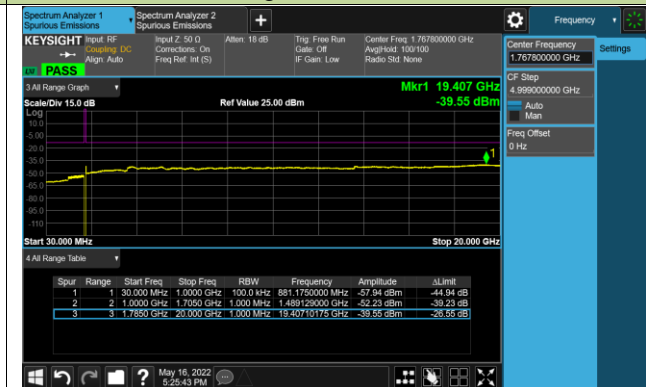 Spectrum Analyzer 1
Spurious Emissions
Spectrum Analyzer 2
Spurious Emissions
Frequency
KEYSIGHT
Input: RF
Coupling: DC
Align: Auto
Input Z: 50 Ω
Corrections: On
Freq Ref: Int (S)
Atten: 18 dB
Trig: Free Run
Gate: Off
IF Gain: Low
Center Freq: 1.767800000 GHz
Avg|Hold: 100/100
Radio Std: None
PASS
Center Frequency
1.767800000 GHz
Settings
CF Step
4.999000000 GHz
Auto
Man
Freq Offset
0 Hz
3 All Range Graph
Mkr1 19.407 GHz
-39.55 dBm
Scale/Div 15.0 dB
Ref Value 25.00 dBm
Log
10.0
-5.00
-20.0
-35.0
-50.0
-65.0
-80.0
-95.0
-110
1
Start 30.000 MHz
Stop 20.000 GHz
4 All Range Table
Spur Range Start Freq Stop Freq RBW Frequency Amplitude ΔLimit
1 1 30.000 MHz 1.0000 GHz 100.0 kHz 881.1750000 MHz -57.94 dBm -44.94 dB
2 2 1.0000 GHz 1.7050 GHz 1.000 MHz 1.489129000 GHz -52.23 dBm -39.23 dB
3 3 1.7850 GHz 20.000 GHz 1.000 MHz 19.40710175 GHz -39.55 dBm -26.55 dB
May 16, 2022
5:25:43 PM